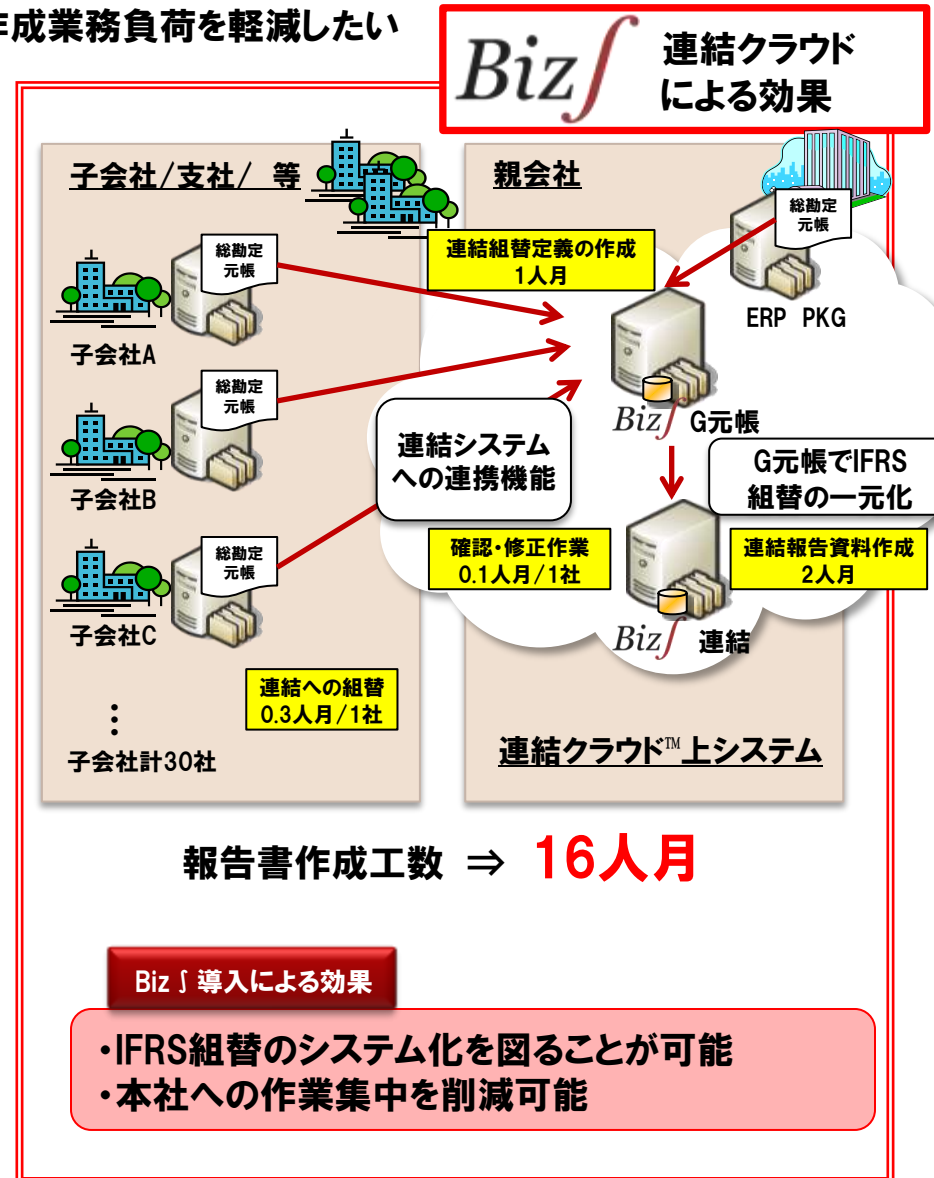 作成業務負荷を軽減したい
Biz∫
連結クラウド
による効果
子会社/支社/ 等
親会社
総勘定
元帳
子会社A
総勘定
元帳
子会社B
総勘定
元帳
子会社C
⋮
子会社計30社
連結への組替
0.3人月/1社
連結組替定義の作成
1人月
総勘定
元帳
ERP PKG
Biz∫ G元帳
連結システム
への連携機能
G元帳でIFRS
組替の一元化
確認・修正作業
0.1人月/1社
連結報告資料作成
2人月
Biz∫ 連結
連結クラウド™上システム
報告書作成工数 ⇒ 16人月
Biz∫導入による効果
・IFRS組替のシステム化を図ることが可能
・本社への作業集中を削減可能